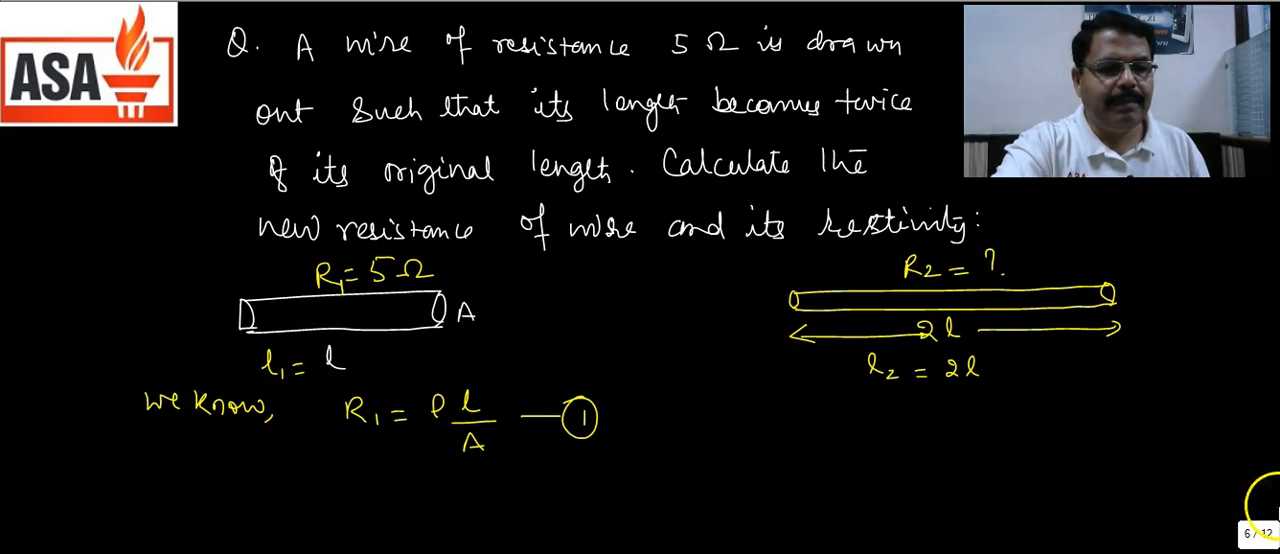 ASA
Q. A wire of resistance 5 Ω is drawn
out such that its longer becomes twice
of its original length. Calculate the
new resistance of wire and its restivity:
R₁ = 5 Ω
A
l₁ = l
R₂ = ?
2l
l₂ = 2l
We know, R₁ = ρ l/A — ①
6 / 12